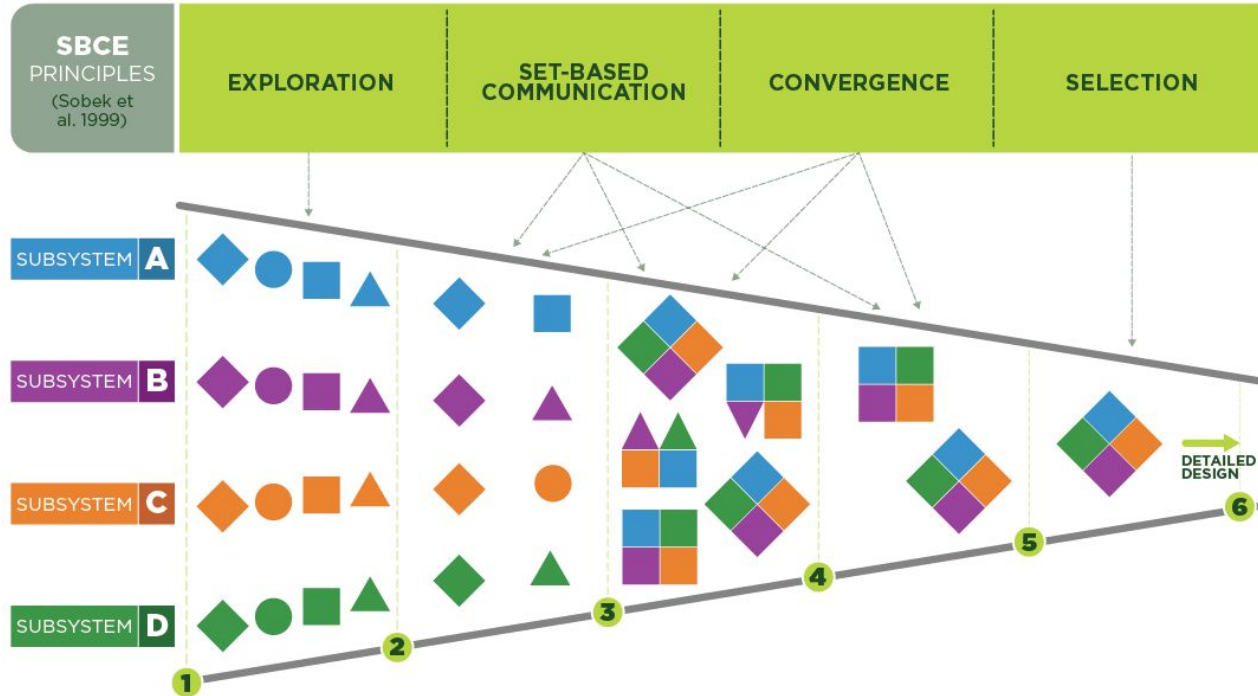 SBCE
PRINCIPLES
(Sobek et
al. 1999)
EXPLORATION
SET-BASED
COMMUNICATION
CONVERGENCE
SELECTION
SUBSYSTEM A
SUBSYSTEM B
SUBSYSTEM C
SUBSYSTEM D
DETAILED
DESIGN
1
2
3
4
5
6